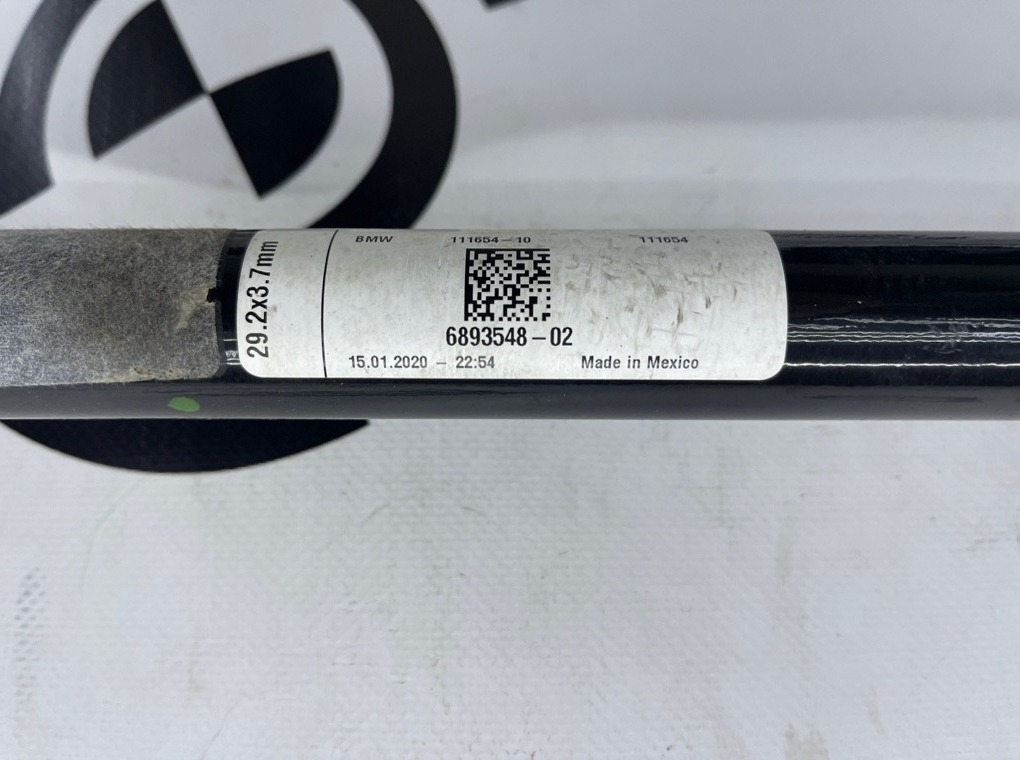 29.2x3.7mm
BMW 111654-10 111654
6893548-02
15.01.2020 - 22:54 Made in Mexico